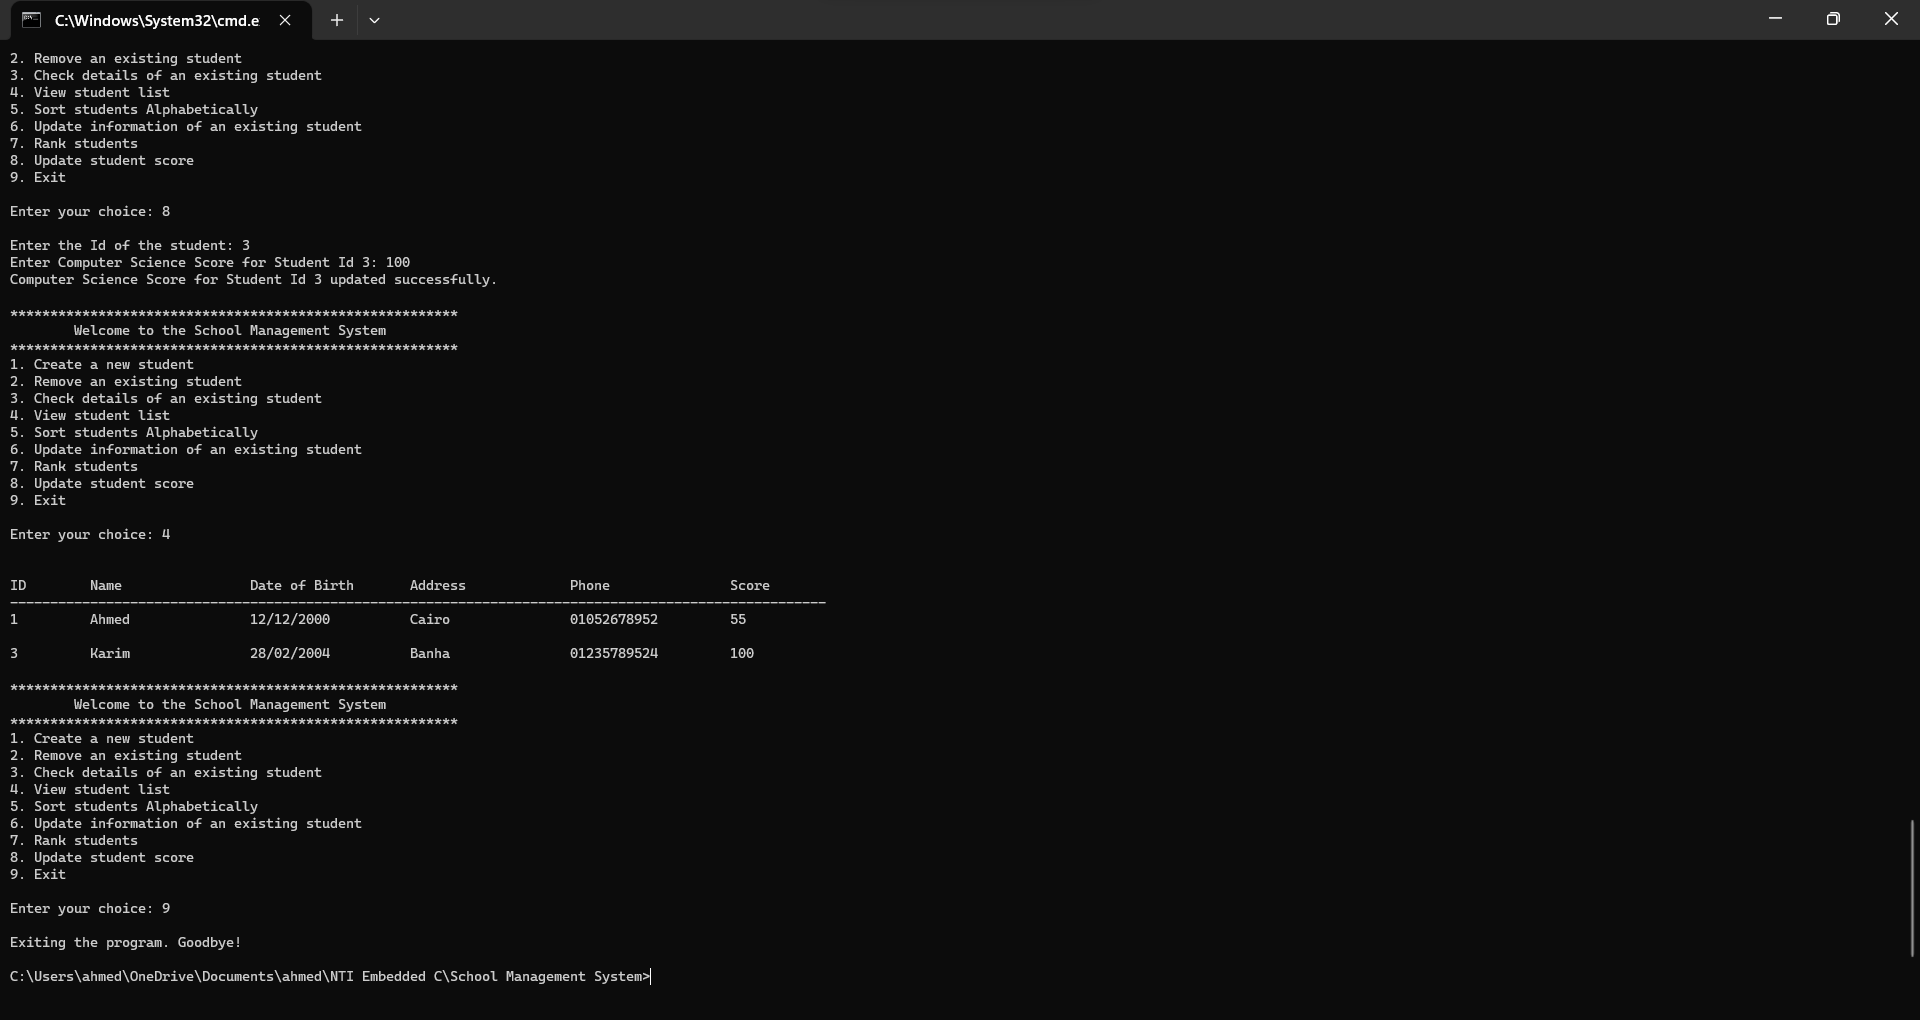 C:\Windows\System32\cmd.e
2. Remove an existing student
3. Check details of an existing student
4. View student list
5. Sort students Alphabetically
6. Update information of an existing student
7. Rank students
8. Update student score
9. Exit
Enter your choice: 8
Enter the Id of the student: 3
Enter Computer Science Score for Student Id 3: 100
Computer Science Score for Student Id 3 updated successfully.
********************************************************
Welcome to the School Management System
********************************************************
1. Create a new student
2. Remove an existing student
3. Check details of an existing student
4. View student list
5. Sort students Alphabetically
6. Update information of an existing student
7. Rank students
8. Update student score
9. Exit
Enter your choice: 4
ID Name Date of Birth Address Phone Score
------------------------------------------------------------------------------------------------------
1 Ahmed 12/12/2000 Cairo 01052678952 55
3 Karim 28/02/2004 Banha 01235789524 100
********************************************************
Welcome to the School Management System
********************************************************
1. Create a new student
2. Remove an existing student
3. Check details of an existing student
4. View student list
5. Sort students Alphabetically
6. Update information of an existing student
7. Rank students
8. Update student score
9. Exit
Enter your choice: 9
Exiting the program. Goodbye!
C:\Users\ahmed\OneDrive\Documents\ahmed\NTI Embedded C\School Management System>